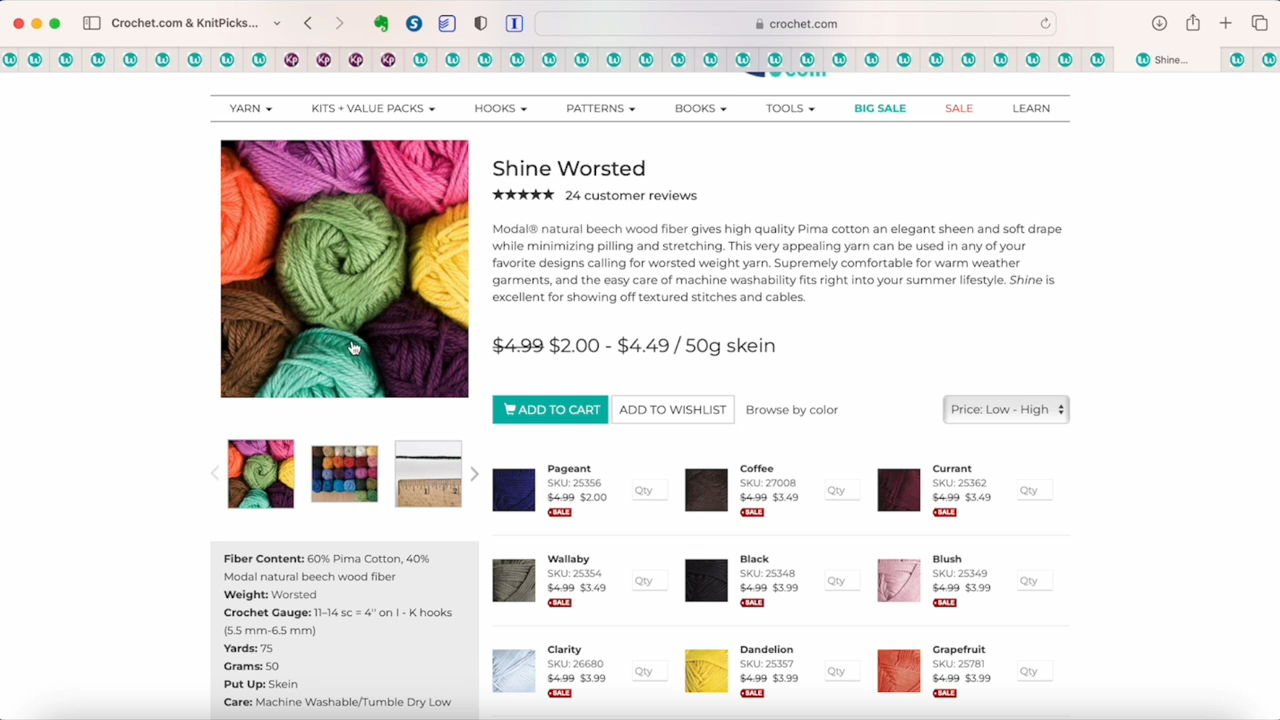 Crochet.com & KnitPicks...
crochet.com
Shine...
YARN
KITS + VALUE PACKS
HOOKS
PATTERNS
BOOKS
TOOLS
BIG SALE
SALE
LEARN
Shine Worsted
24 customer reviews
Modal® natural beech wood fiber gives high quality Pima cotton an elegant sheen and soft drape
while minimizing pilling and stretching. This very appealing yarn can be used in any of your
favorite designs calling for worsted weight yarn. Supremely comfortable for warm weather
garments, and the easy care of machine washability fits right into your summer lifestyle. Shine is
excellent for showing off textured stitches and cables.
$4.99 $2.00 - $4.49 / 50g skein
ADD TO CART
ADD TO WISHLIST
Browse by color
Price: Low - High
Pageant
SKU: 25356
$4.99 $2.00
SALE
Qty
Coffee
SKU: 27008
$4.99 $3.49
SALE
Qty
Currant
SKU: 25362
$4.99 $3.49
SALE
Qty
Wallaby
SKU: 25354
$4.99 $3.49
SALE
Qty
Black
SKU: 25348
$4.99 $3.99
SALE
Qty
Blush
SKU: 25349
$4.99 $3.99
SALE
Qty
Clarity
SKU: 26680
$4.99 $3.99
SALE
Qty
Dandelion
SKU: 25357
$4.99 $3.99
SALE
Qty
Grapefruit
SKU: 25781
$4.99 $3.99
SALE
Qty
Fiber Content: 60% Pima Cotton, 40%
Modal natural beech wood fiber
Weight: Worsted
Crochet Gauge: 11–14 sc = 4'' on I - K hooks
(5.5 mm-6.5 mm)
Yards: 75
Grams: 50
Put Up: Skein
Care: Machine Washable/Tumble Dry Low